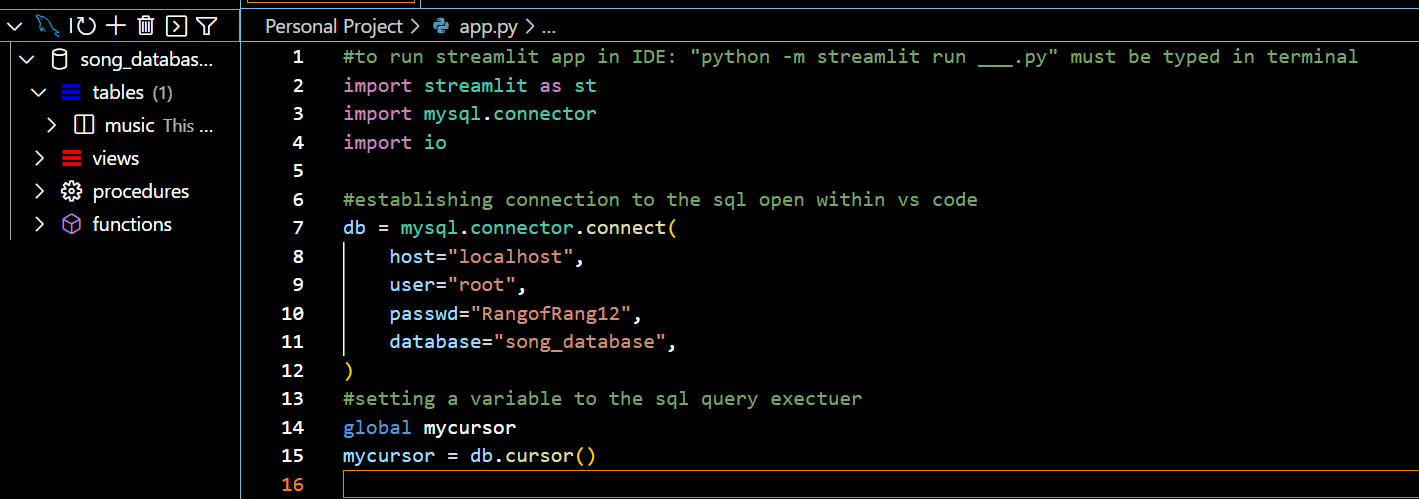 Personal Project > app.py > ...
song_databas...
tables (1)
music This ...
views
procedures
functions
1 #to run streamlit app in IDE: "python -m streamlit run ___.py" must be typed in terminal
2 import streamlit as st
3 import mysql.connector
4 import io
5
6 #establishing connection to the sql open within vs code
7 db = mysql.connector.connect(
8     host="localhost",
9     user="root",
10     passwd="RangofRang12",
11     database="song_database",
12 )
13 #setting a variable to the sql query exectuer
14 global mycursor
15 mycursor = db.cursor()
16